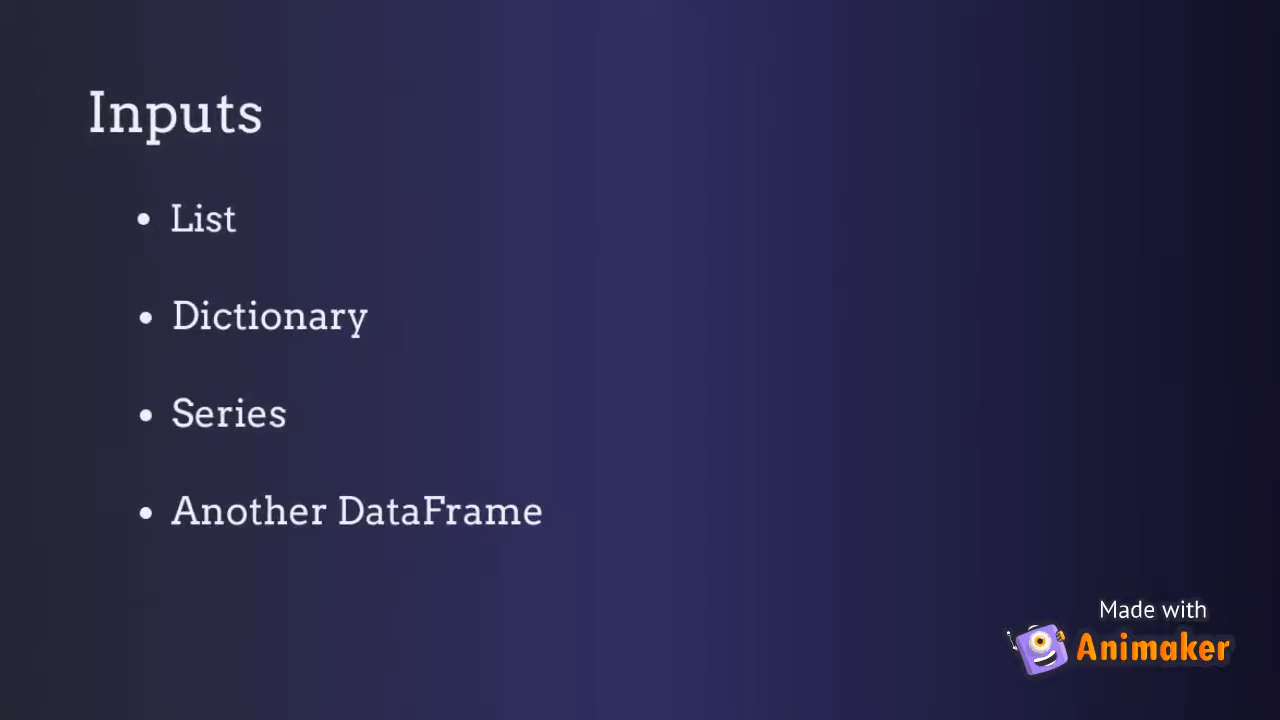 Inputs
• List
• Dictionary
• Series
• Another DataFrame
Made with
Animaker